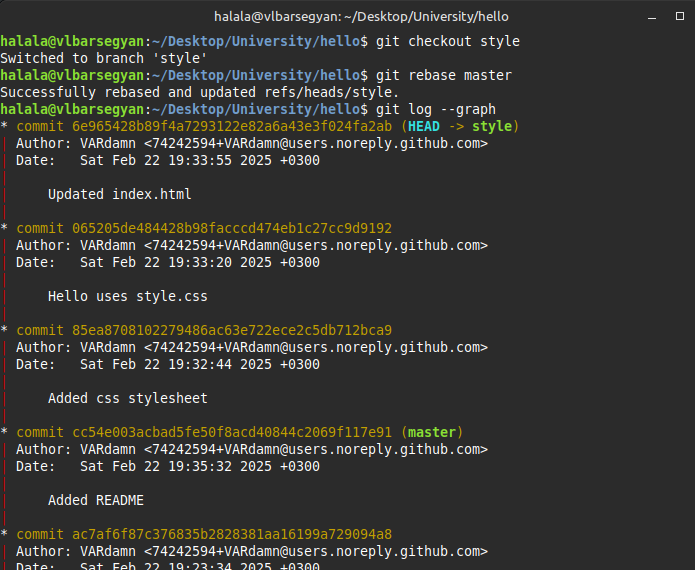 halala@vlbarsegyan: ~/Desktop/University/hello
halala@vlbarsegyan:~/Desktop/University/hello$ git checkout style
Switched to branch 'style'
halala@vlbarsegyan:~/Desktop/University/hello$ git rebase master
Successfully rebased and updated refs/heads/style.
halala@vlbarsegyan:~/Desktop/University/hello$ git log --graph
* commit 6e965428b89f4a7293122e82a6a43e3f024fa2ab (HEAD -> style)
| Author: VARdamn <74242594+VARdamn@users.noreply.github.com>
| Date:   Sat Feb 22 19:33:55 2025 +0300
|
|     Updated index.html
|
* commit 065205de484428b98facccd474eb1c27cc9d9192
| Author: VARdamn <74242594+VARdamn@users.noreply.github.com>
| Date:   Sat Feb 22 19:33:20 2025 +0300
|
|     Hello uses style.css
|
* commit 85ea8708102279486ac63e722ece2c5db712bca9
| Author: VARdamn <74242594+VARdamn@users.noreply.github.com>
| Date:   Sat Feb 22 19:32:44 2025 +0300
|
|     Added css stylesheet
|
* commit cc54e003acbad5fe50f8acd40844c2069f117e91 (master)
| Author: VARdamn <74242594+VARdamn@users.noreply.github.com>
| Date:   Sat Feb 22 19:35:32 2025 +0300
|
|     Added README
|
* commit ac7af6f87c376835b2828381aa16199a729094a8
| Author: VARdamn <74242594+VARdamn@users.noreply.github.com>
| Date:   Sat Feb 22 19:23:34 2025 +0300